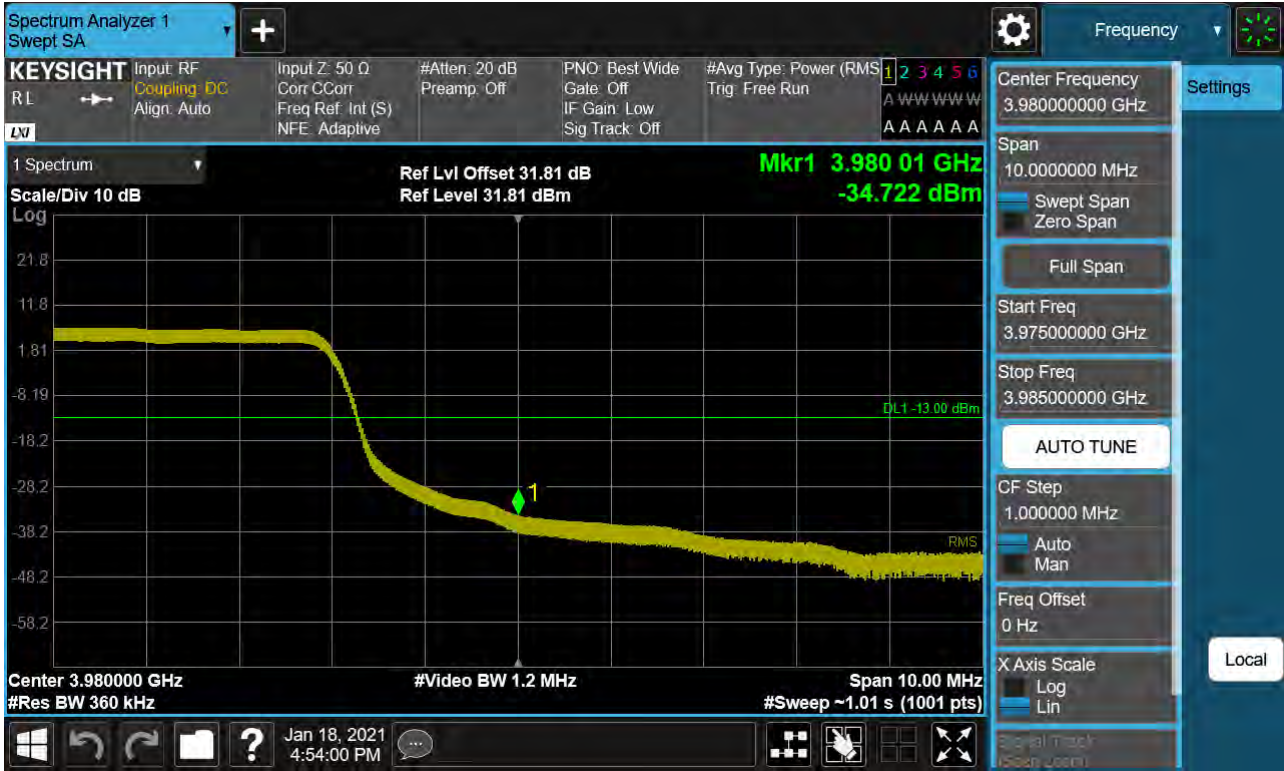 Spectrum Analyzer 1
Swept SA
+
Frequency
KEYSIGHT
RL
LXI
Input: RF
Coupling: DC
Align: Auto
Input Z: 50 Ω
Corr CCorr
Freq Ref: Int (S)
NFE: Adaptive
#Atten: 20 dB
Preamp: Off
PNO: Best Wide
Gate: Off
IF Gain: Low
Sig Track: Off
#Avg Type: Power (RMS
Trig: Free Run
1 2 3 4 5 6
A W W W W W
A A A A A A
1 Spectrum
Scale/Div 10 dB
Log
Ref Lvl Offset 31.81 dB
Ref Level 31.81 dBm
Mkr1 3.980 01 GHz
-34.722 dBm
21.8
11.8
1.81
-8.19
-18.2
-28.2
-38.2
-48.2
-58.2
DL1 -13.00 dBm
1
RMS
Center 3.980000 GHz
#Res BW 360 kHz
#Video BW 1.2 MHz
Span 10.00 MHz
#Sweep ~1.01 s (1001 pts)
Center Frequency
3.980000000 GHz
Settings
Span
10.0000000 MHz
Swept Span
Zero Span
Full Span
Start Freq
3.975000000 GHz
Stop Freq
3.985000000 GHz
AUTO TUNE
CF Step
1.000000 MHz
Auto
Man
Freq Offset
0 Hz
X Axis Scale
Log
Lin
Local
Signal Track
(Span Zoom)
?
Jan 18, 2021
4:54:00 PM